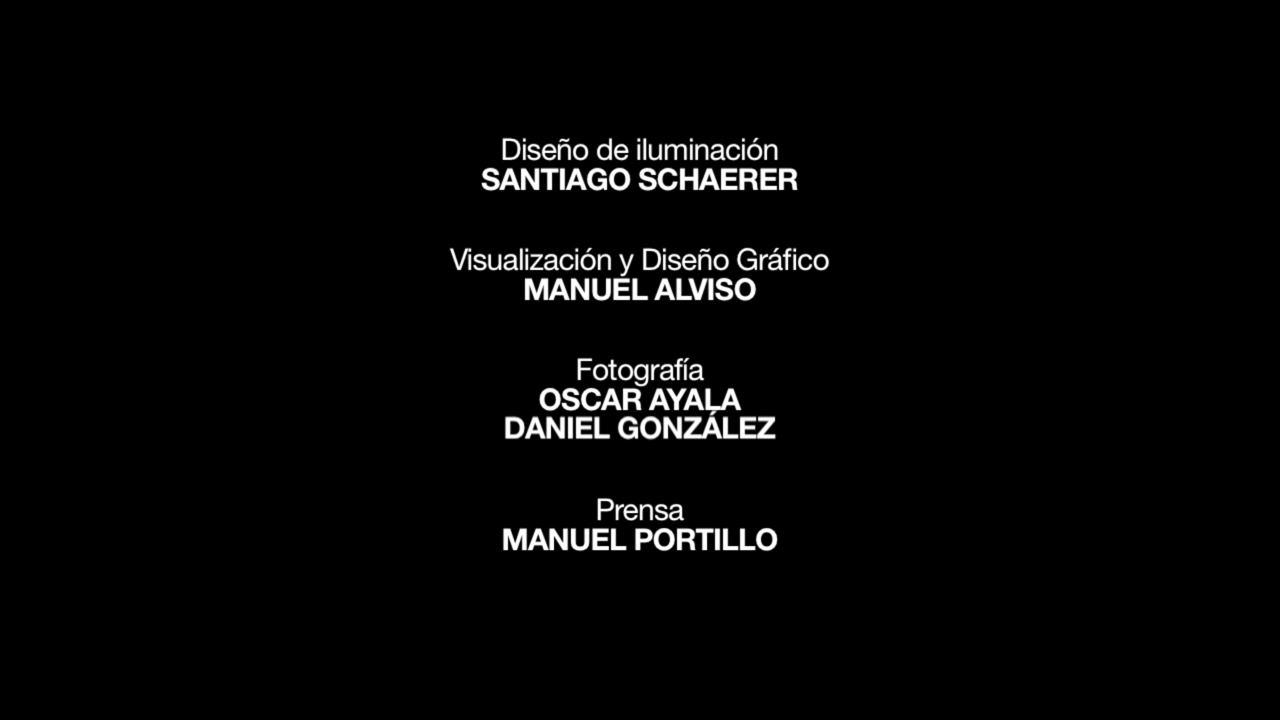 Diseño de iluminación
SANTIAGO SCHAERER
Visualización y Diseño Gráfico
MANUEL ALVISO
Fotografía
OSCAR AYALA
DANIEL GONZÁLEZ
Prensa
MANUEL PORTILLO